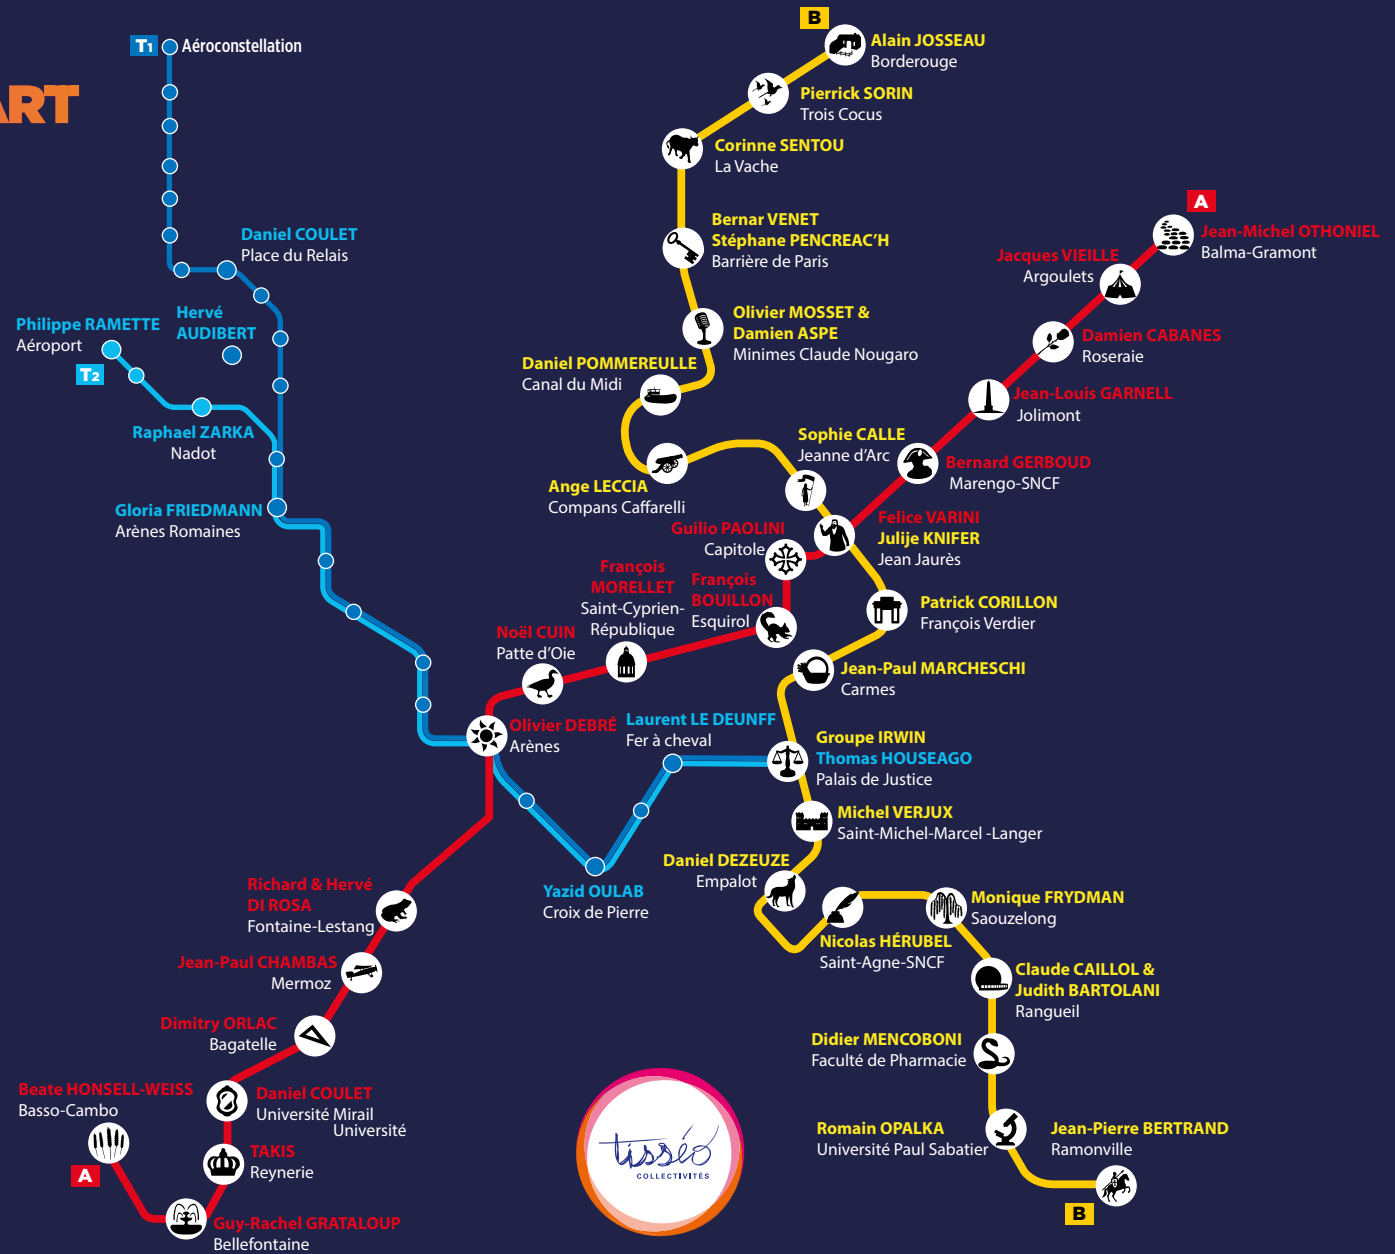 B
Alain JOSSEAU
Borderouge
T1
Aéroconstellation
ART
Pierrick SORIN
Trois Cocus
Corinne SENTOU
La Vache
A
Bernar VENET
Stéphane PENCREAC'H
Barrière de Paris
Jean-Michel OTHONIEL
Balma-Gramont
Daniel COULET
Place du Relais
Jacques VIEILLE
Argoulets
Hervé
AUDIBERT
Philippe RAMETTE
Aéroport
T2
Olivier MOSSET &
Damien ASPE
Minimes Claude Nougaro
Damien CABANES
Roseraie
Daniel POMMEREULLE
Canal du Midi
Jean-Louis GARNELL
Jolimont
Raphael ZARKA
Nadot
Sophie CALLE
Jeanne d'Arc
Bernard GERBOUD
Marengo-SNCF
Ange LECCIA
Compans Caffarelli
Gloria FRIEDMANN
Arènes Romaines
Guilio PAOLINI
Capitole
Felice VARINI
Julije KNIFER
Jean Jaurès
François
MORELLET
Saint-Cyprien-
République
François
BOUILLON
Esquirol
Patrick CORILLON
François Verdier
Noël CUIN
Patte d'Oie
Jean-Paul MARCHESCHI
Carmes
Olivier DEBRÉ
Arènes
Laurent LE DEUNFF
Fer à cheval
Groupe IRWIN
Thomas HOUSEAGO
Palais de Justice
Michel VERJUX
Saint-Michel-Marcel -Langer
Daniel DEZEUZE
Empalot
Yazid OULAB
Croix de Pierre
Richard & Hervé
DI ROSA
Fontaine-Lestang
Monique FRYDMAN
Saouzelong
Nicolas HÉRUBEL
Saint-Agne-SNCF
Jean-Paul CHAMBAS
Mermoz
Claude CAILLOL &
Judith BARTOLANI
Rangueil
Dimitry ORLAC
Bagatelle
Didier MENCOBONI
Faculté de Pharmacie
Beate HONSELL-WEISS
Basso-Cambo
A
Daniel COULET
Université Mirail
Université
TAKIS
Reynerie
Romain OPALKA
Université Paul Sabatier
Jean-Pierre BERTRAND
Ramonville
B
tisséo
COLLECTIVITÉS
Guy-Rachel GRATALOUP
Bellefontaine